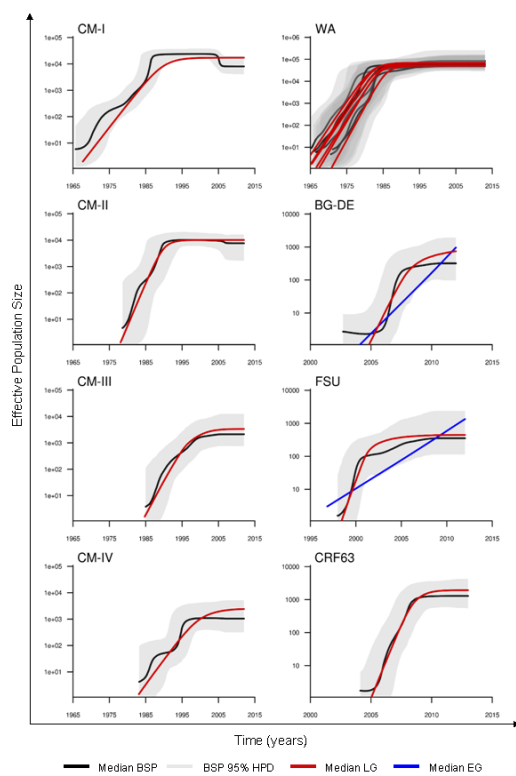 CM-I
1e+05
1e+04
1e+03
1e+02
1e+01
1965 1975 1985 1995 2005 2015
WA
1e+06
1e+05
1e+04
1e+03
1e+02
1e+01
1965 1972 1982 1992 2002 2012
CM-II
1e+05
1e+04
1e+03
1e+02
1e+01
1965 1975 1985 1995 2005 2015
BG-DE
10000
1000
100
10
2000 2005 2010 2015
CM-III
1e+05
1e+04
1e+03
1e+02
1e+01
1965 1975 1985 1995 2005 2015
FSU
10000
1000
100
10
1995 2000 2005 2010 2015
CM-IV
1e+05
1e+04
1e+03
1e+02
1e+01
1965 1975 1985 1995 2005 2015
CRF63
1000
100
10
2000 2005 2010 2015
Effective Population Size
Time (years)
Median BSP BSP 95% HPD Median LG Median EG